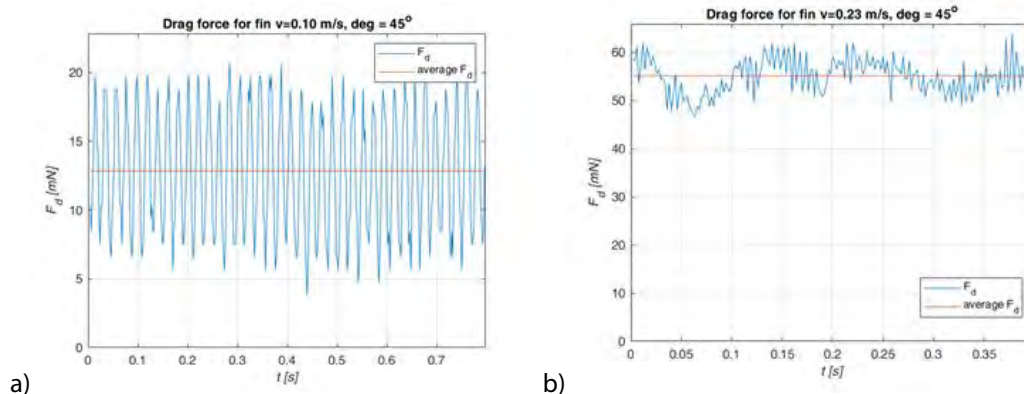 Drag force for fin v=0.10 m/s, deg = 45°
F_d
average F_d
20
15
10
5
0
F_d [mN]
0 0.1 0.2 0.3 0.4 0.5 0.6 0.7
t [s]
a)
Drag force for fin v=0.23 m/s, deg = 45°
60
50
40
30
20
10
0
F_d [mN]
F_d
average F_d
0 0.05 0.1 0.15 0.2 0.25 0.3 0.35
t [s]
b)